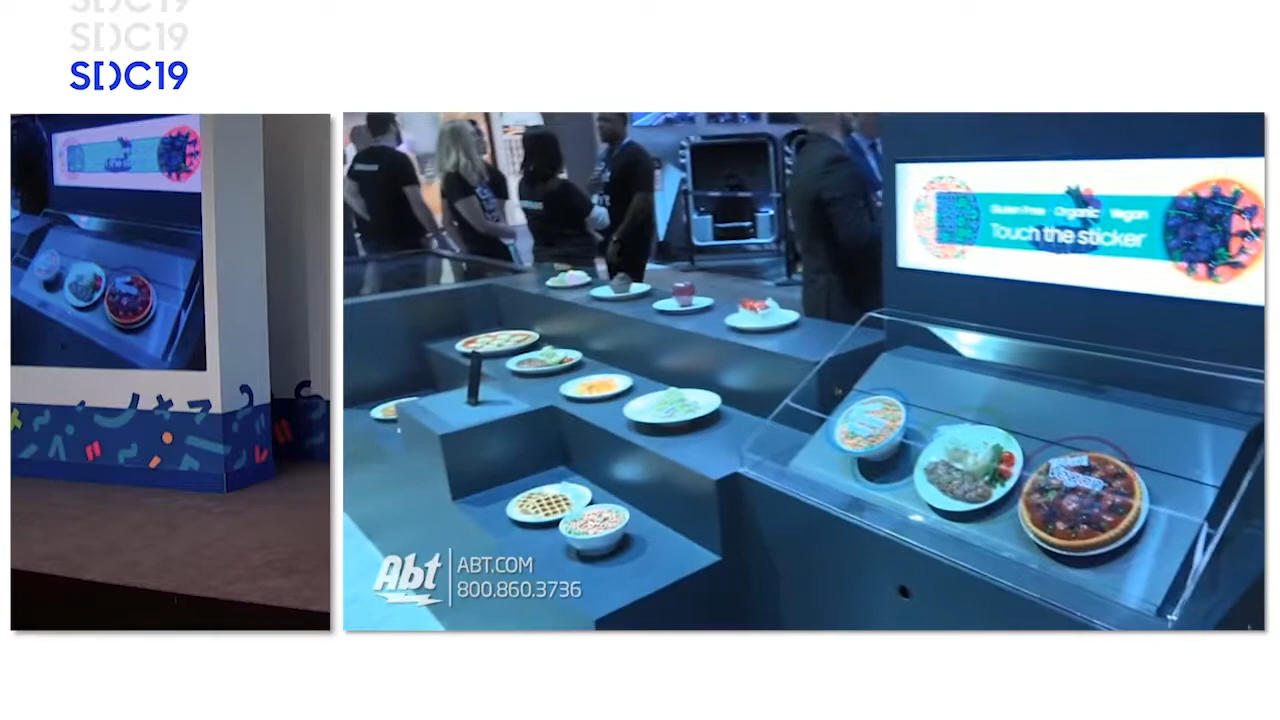 SDC19
SDC19
SDC19
Gluten Free Organic Vegan
Touch the sticker
Abt
ABT.COM
800.860.3736